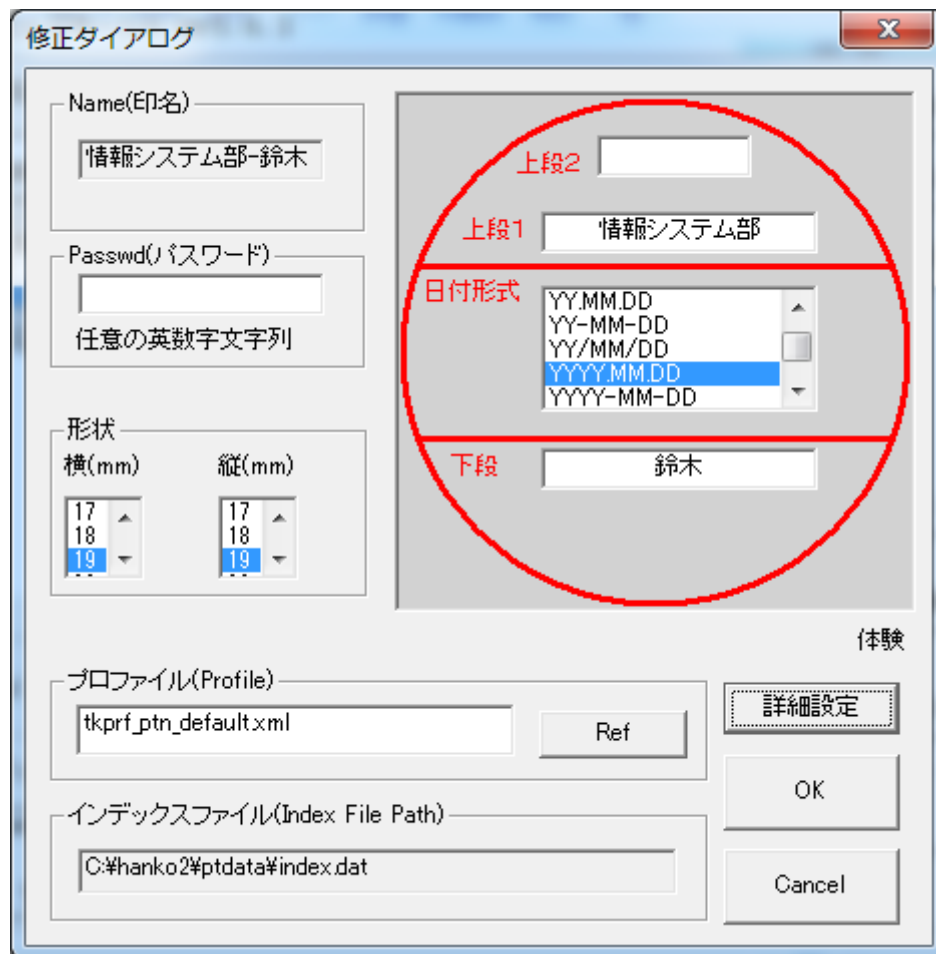 修正ダイアログ
Name(印名)
情報システム部-鈴木
Passwd(パスワード)
任意の英数字文字列
形状
横(mm)
縦(mm)
17
18
19
17
18
19
上段2
上段1
情報システム部
日付形式
YY.MM.DD
YY-MM-DD
YY/MM/DD
YYYY.MM.DD
YYYY-MM-DD
下段
鈴木
体験
プロファイル(Profile)
tkprf_ptn_default.xml
Ref
詳細設定
OK
インデックスファイル(Index File Path)
C:¥hanko2¥ptdata¥index.dat
Cancel